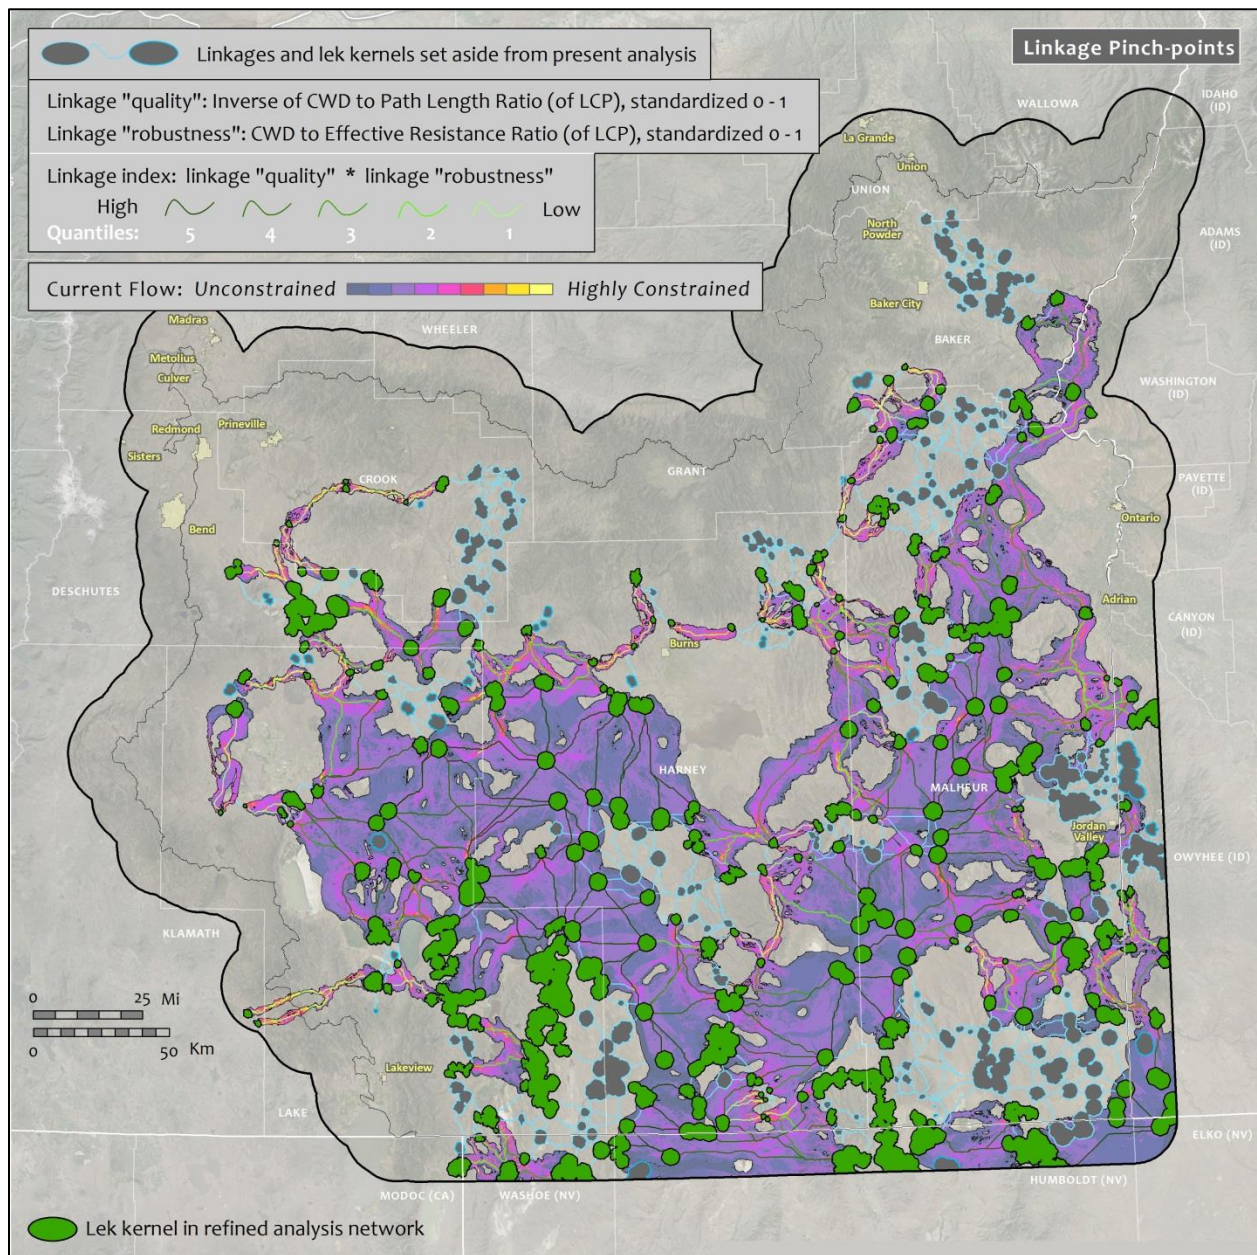 Linkages and lek kernels set aside from present analysis
Linkage Pinch-points
Linkage "quality": Inverse of CWD to Path Length Ratio (of LCP), standardized 0 - 1
Linkage "robustness": CWD to Effective Resistance Ratio (of LCP), standardized 0 - 1
Linkage index: linkage "quality" * linkage "robustness"
High Low
Quantiles: 5 4 3 2 1
Current Flow: Unconstrained Highly Constrained
IDAHO
(ID)
WALLOWA
La Grande
Union
UNION
North
Powder
ADAMS
(ID)
Baker City
Madras
WHEELER
BAKER
Metolius
Culver
WASHINGTON
(ID)
Redmond
Prineville
Sisters
GRANT
CROOK
PAYETTE
(ID)
Ontario
Bend
DESCHUTES
Adrian
CANYON
(ID)
Burns
HARNEY
MALHEUR
Jordan
Valley
OWYHEE (ID)
KLAMATH
0 25 Mi
0 50 Km
Lakeview
LAKE
ELKO (NV)
HUMBOLDT (NV)
MODOC (CA)
WASHOE (NV)
Lek kernel in refined analysis network